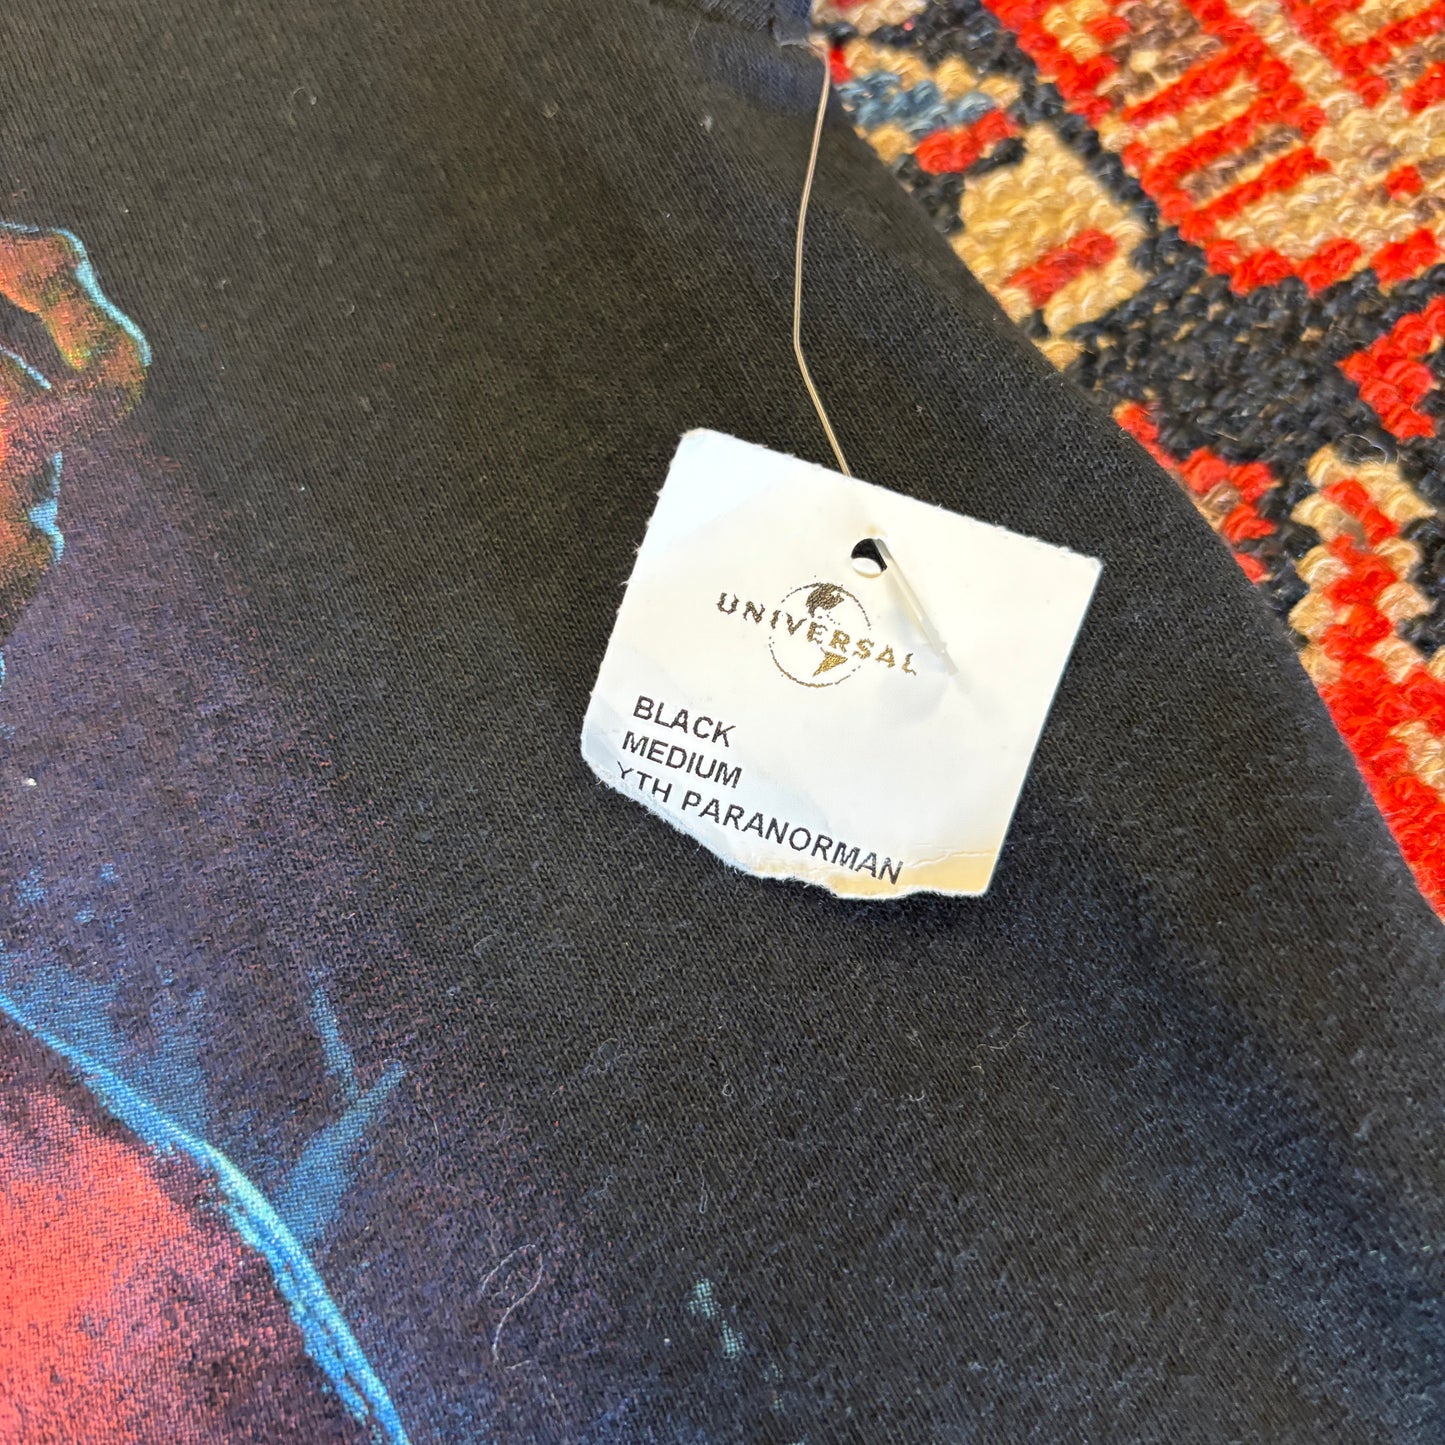 UNIVERSAL
BLACK
MEDIUM
YTH PARANORMAN